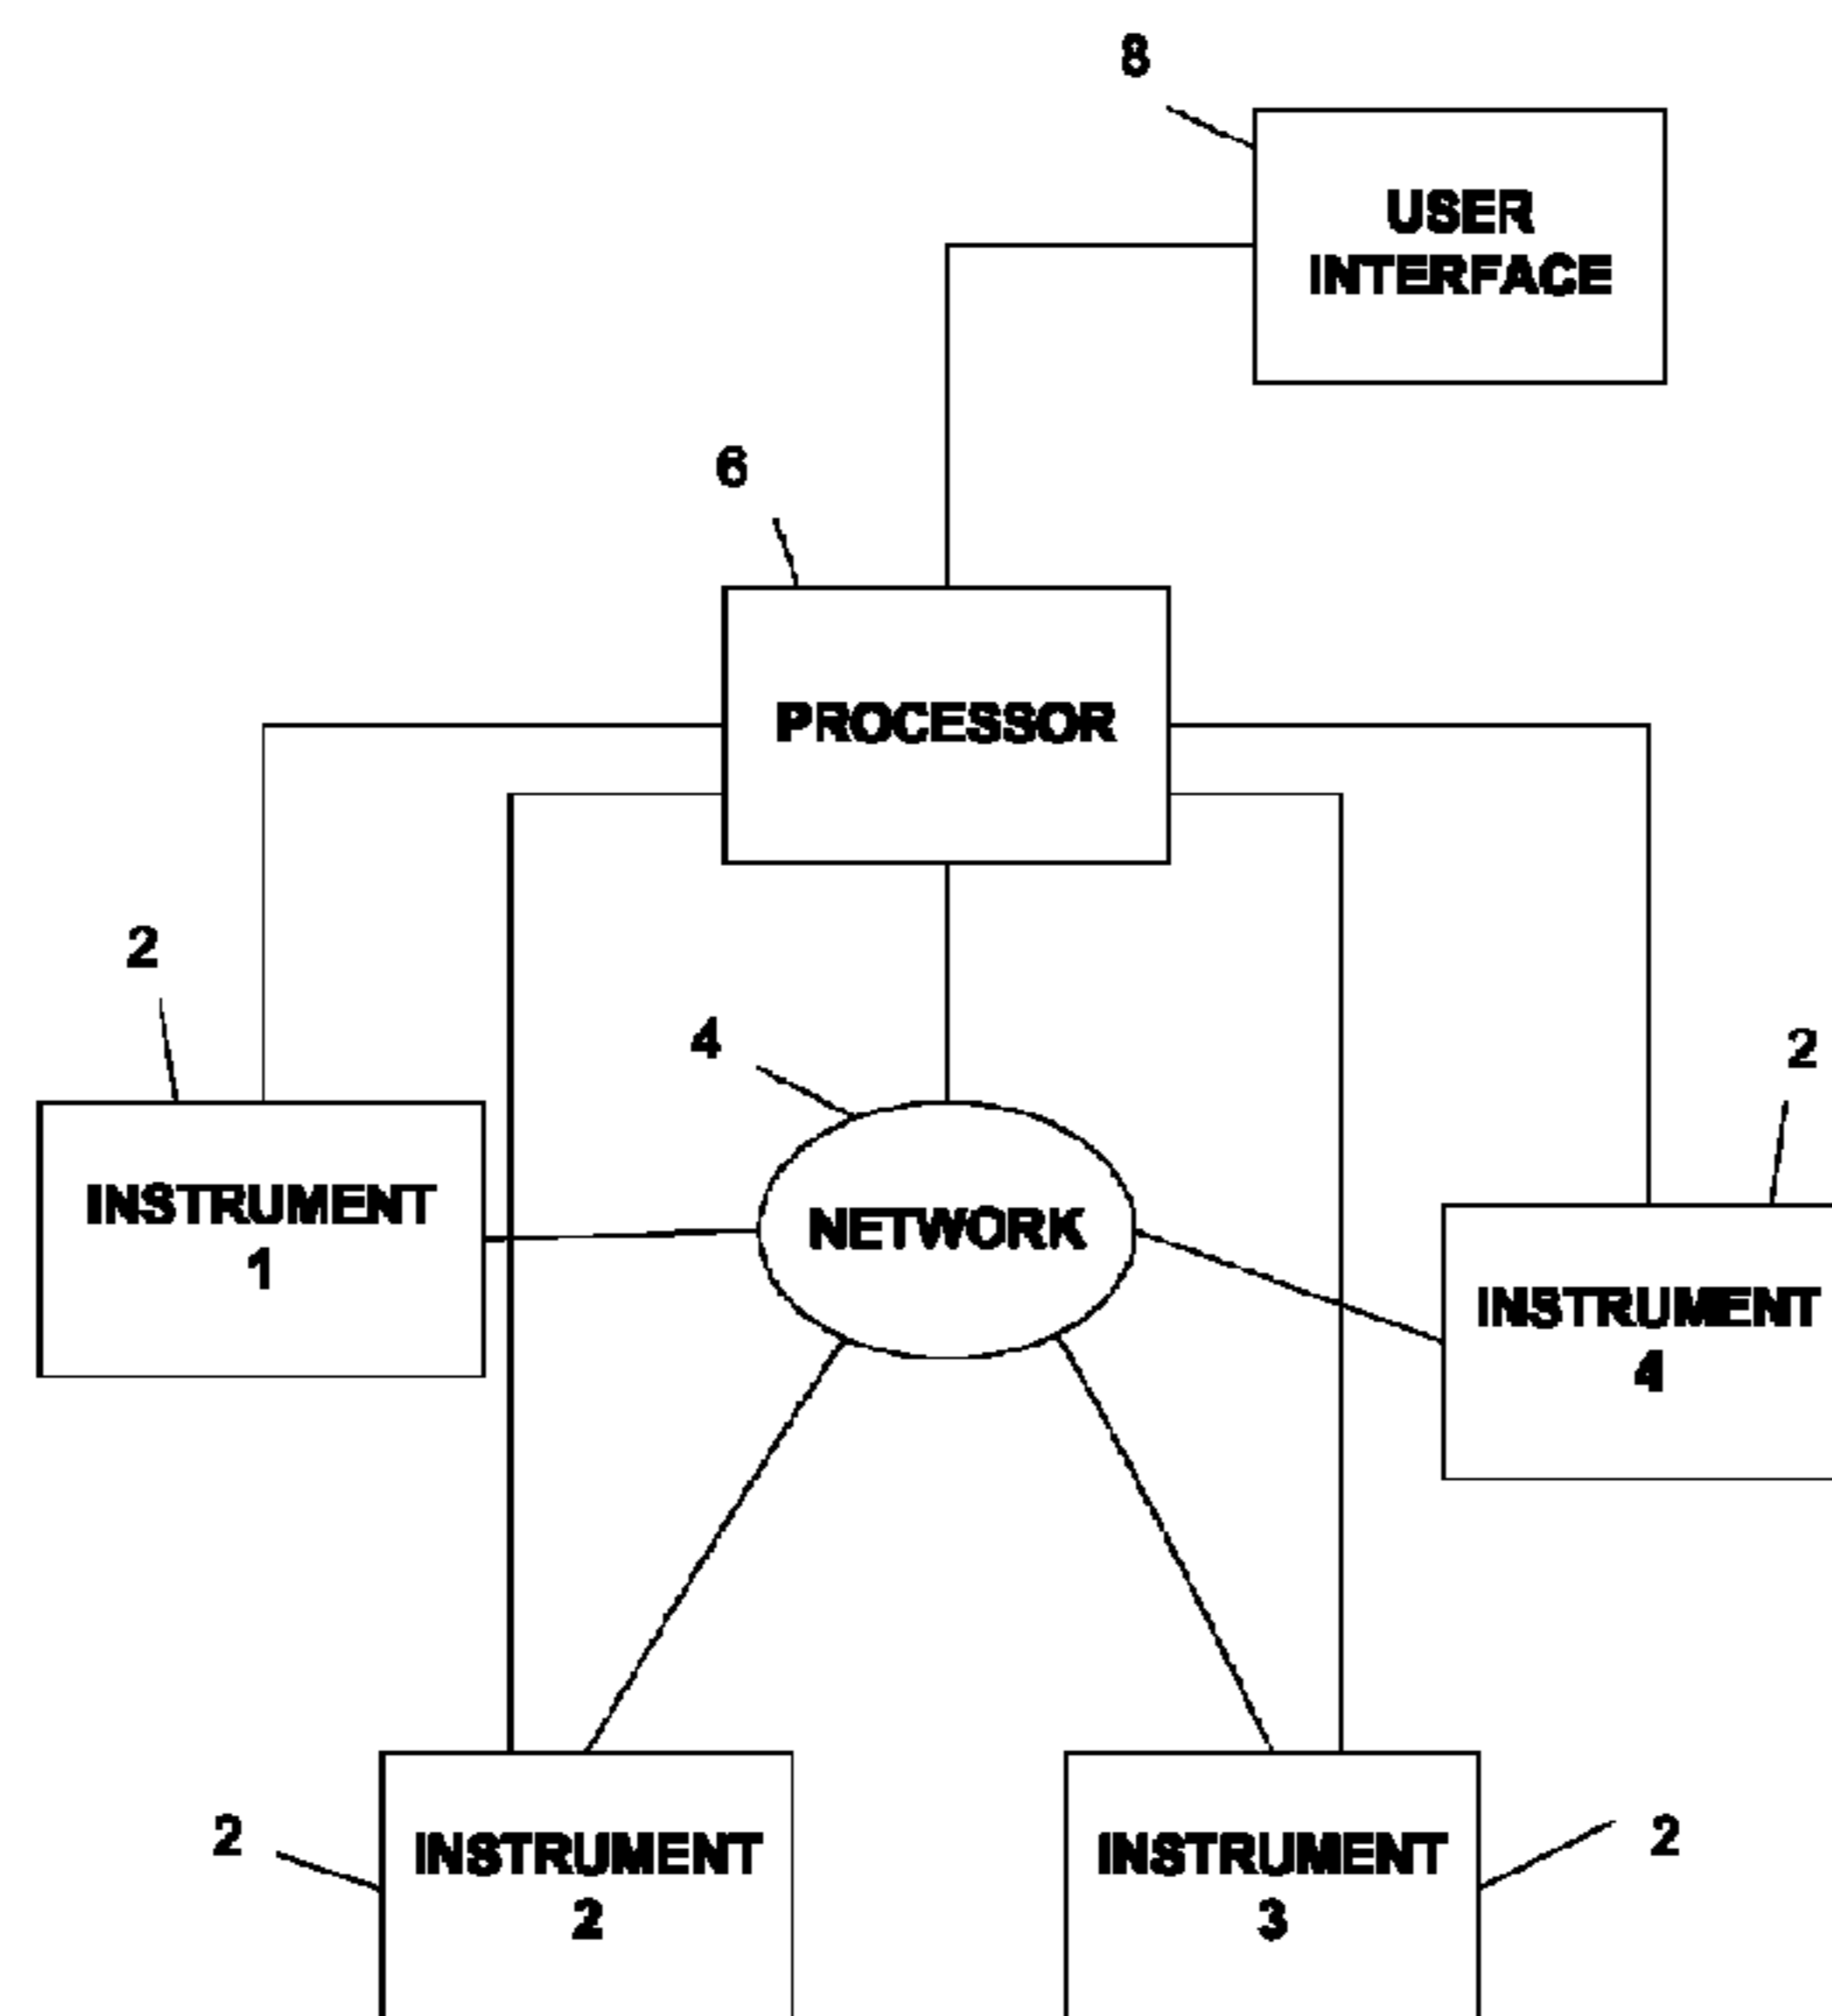 8
USER
INTERFACE
6
PROCESSOR
2
4
2
INSTRUMENT
1
NETWORK
INSTRUMENT
4
2
INSTRUMENT
2
INSTRUMENT
3
2